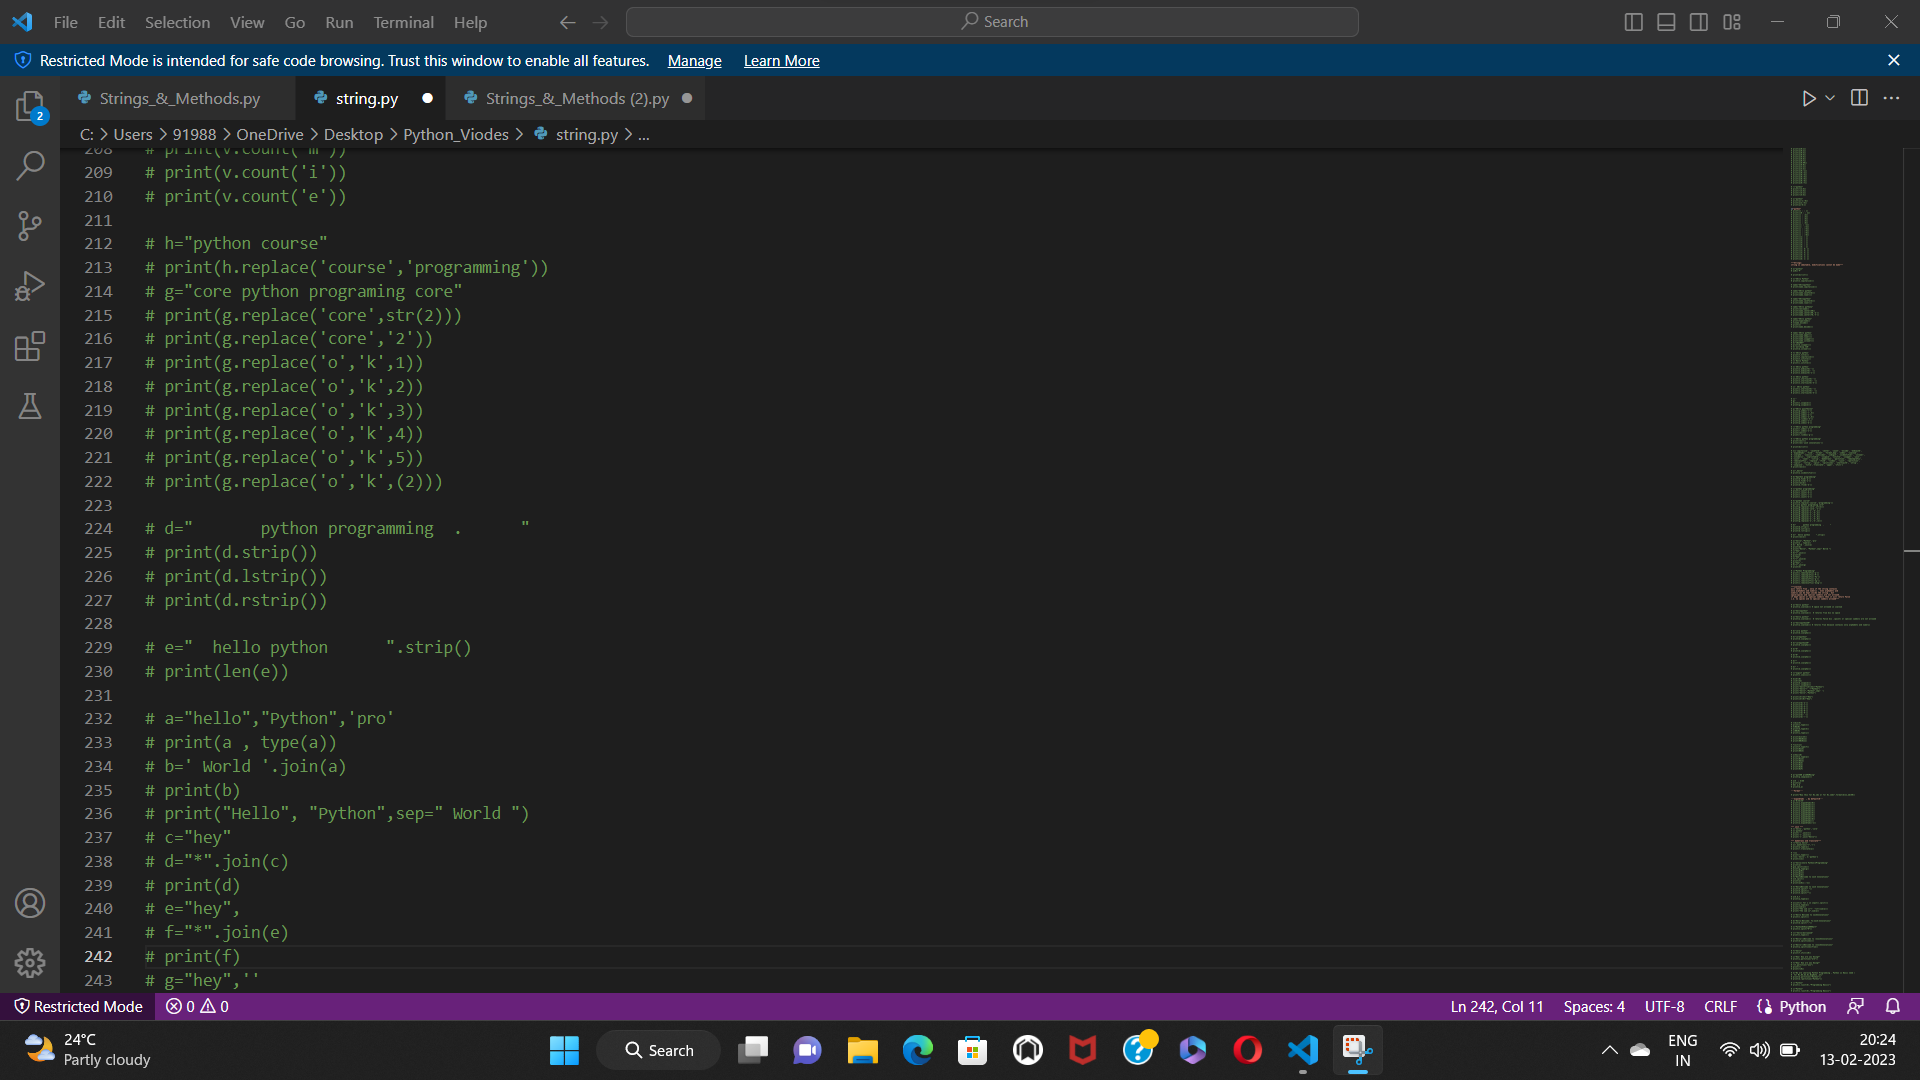 File Edit Selection View Go Run Terminal Help Search
Restricted Mode is intended for safe code browsing. Trust this window to enable all features. Manage Learn More
Strings_&_Methods.py string.py Strings_&_Methods (2).py
2
C: > Users > 91988 > OneDrive > Desktop > Python_Viodes > string.py > ...
208 # print(v.count('m'))
209 # print(v.count('i'))
210 # print(v.count('e'))
211
212 # h="python course"
213 # print(h.replace('course','programming'))
214 # g="core python programing core"
215 # print(g.replace('core',str(2)))
216 # print(g.replace('core','2'))
217 # print(g.replace('o','k',1))
218 # print(g.replace('o','k',2))
219 # print(g.replace('o','k',3))
220 # print(g.replace('o','k',4))
221 # print(g.replace('o','k',5))
222 # print(g.replace('o','k',(2)))
223
224 # d="       python programming  .      "
225 # print(d.strip())
226 # print(d.lstrip())
227 # print(d.rstrip())
228
229 # e="  hello python      ".strip()
230 # print(len(e))
231
232 # a="hello","Python",'pro'
233 # print(a , type(a))
234 # b=' World '.join(a)
235 # print(b)
236 # print("Hello", "Python",sep=" World ")
237 # c="hey"
238 # d="*".join(c)
239 # print(d)
240 # e="hey",
241 # f="*".join(e)
242 # print(f)
243 # g="hey",''
Restricted Mode 0 0 Ln 242, Col 11 Spaces: 4 UTF-8 CRLF Python
24°C
Partly cloudy
Search
ENG
IN
20:24
13-02-2023